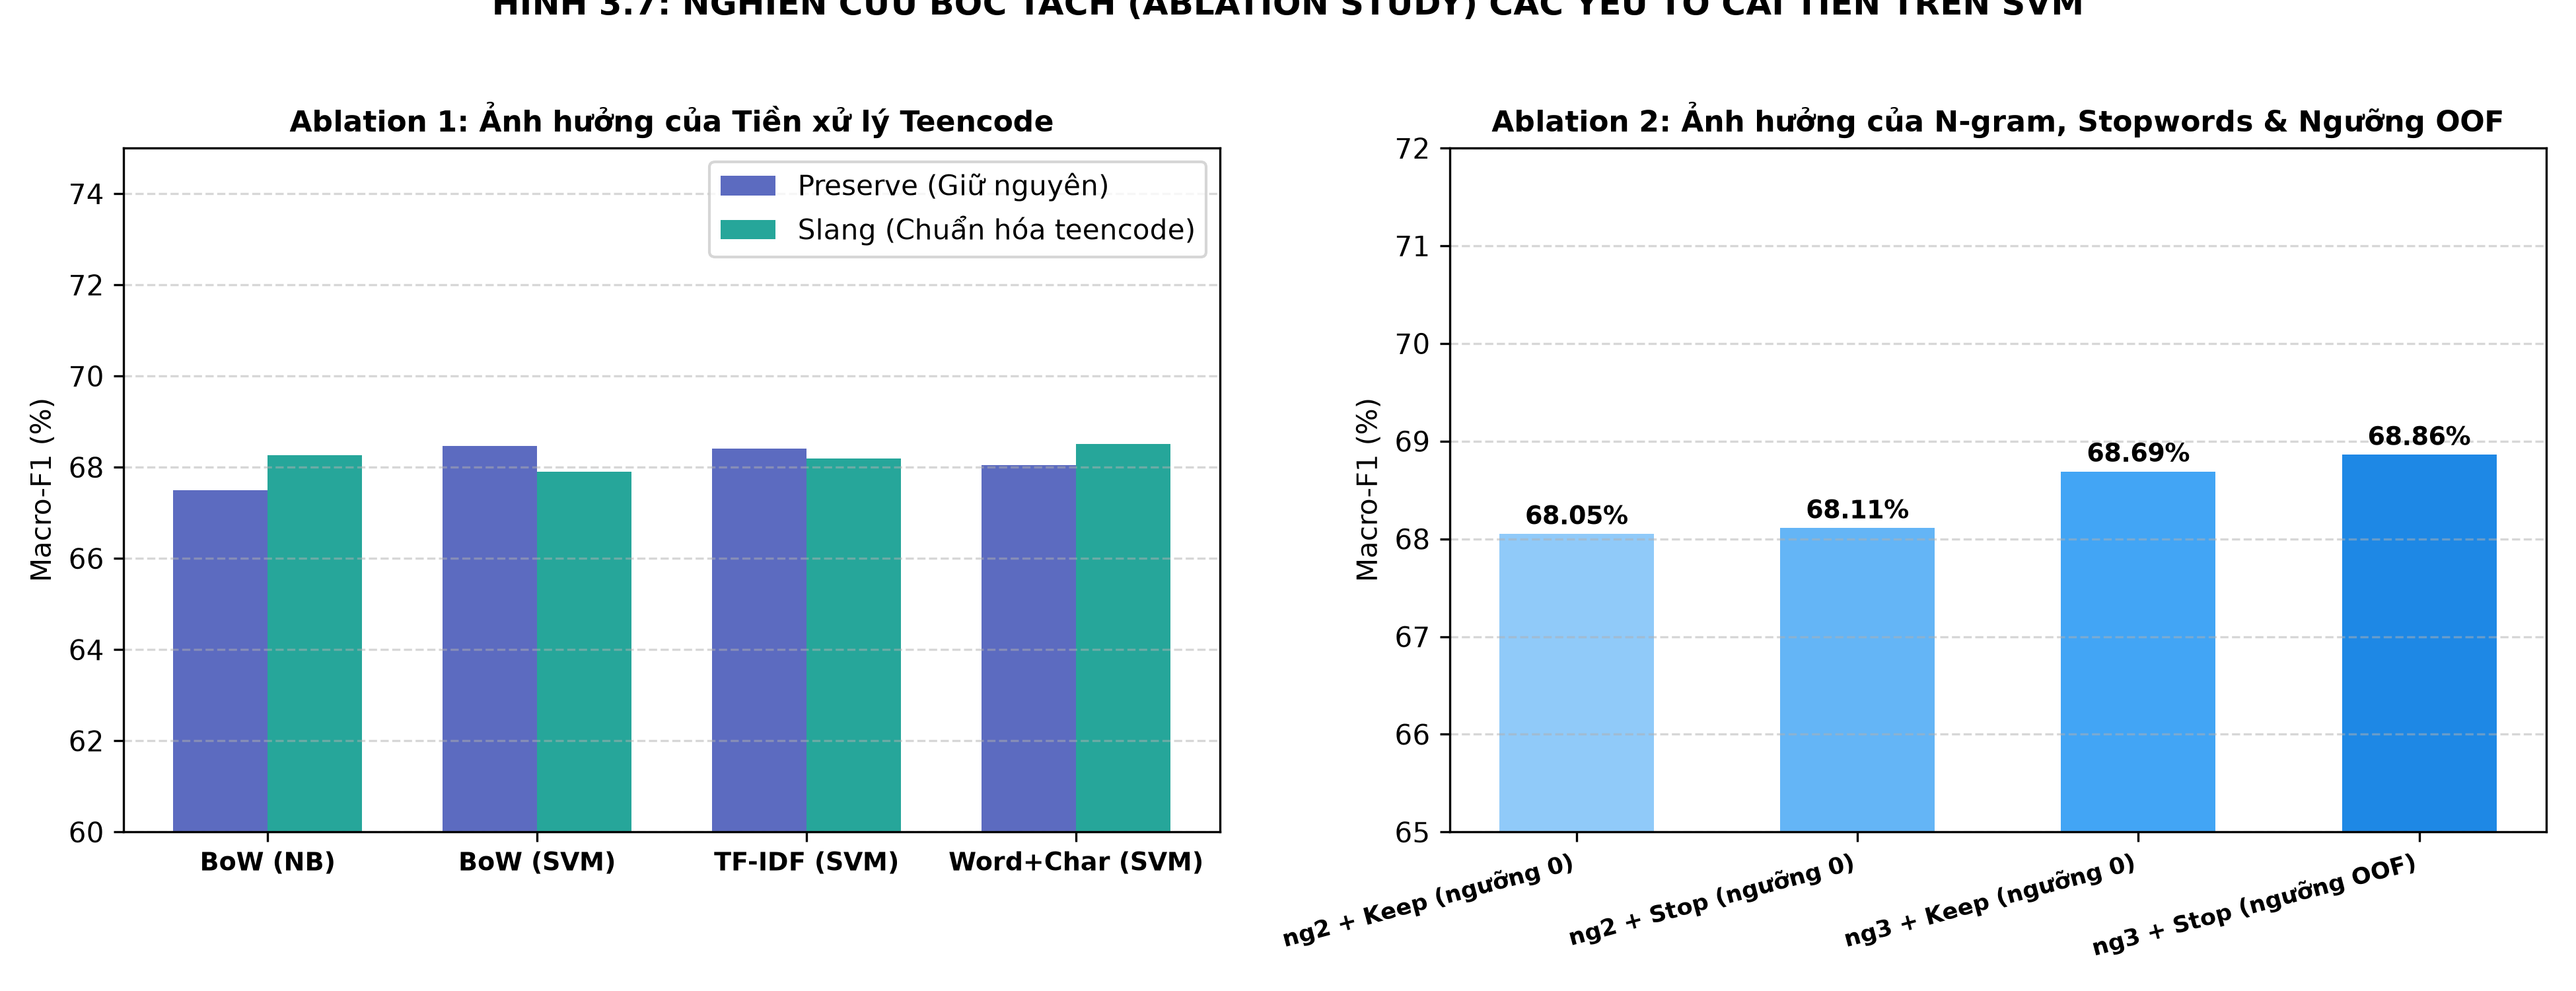 HÌNH 3.7: NGHIÊN CỨU BÓC TÁCH (ABLATION STUDY) CÁC YẾU TỐ CẢI TIẾN TRÊN SVM
Ablation 1: Ảnh hưởng của Tiền xử lý Teencode
Macro-F1 (%)
74
72
70
68
66
64
62
60
Preserve (Giữ nguyên)
Slang (Chuẩn hóa teencode)
BoW (NB)
BoW (SVM)
TF-IDF (SVM)
Word+Char (SVM)
Ablation 2: Ảnh hưởng của N-gram, Stopwords & Ngưỡng OOF
Macro-F1 (%)
72
71
70
69
68
67
66
65
68.05%
68.11%
68.69%
68.86%
ng2 + Keep (ngưỡng 0)
ng2 + Stop (ngưỡng 0)
ng3 + Keep (ngưỡng 0)
ng3 + Stop (ngưỡng OOF)